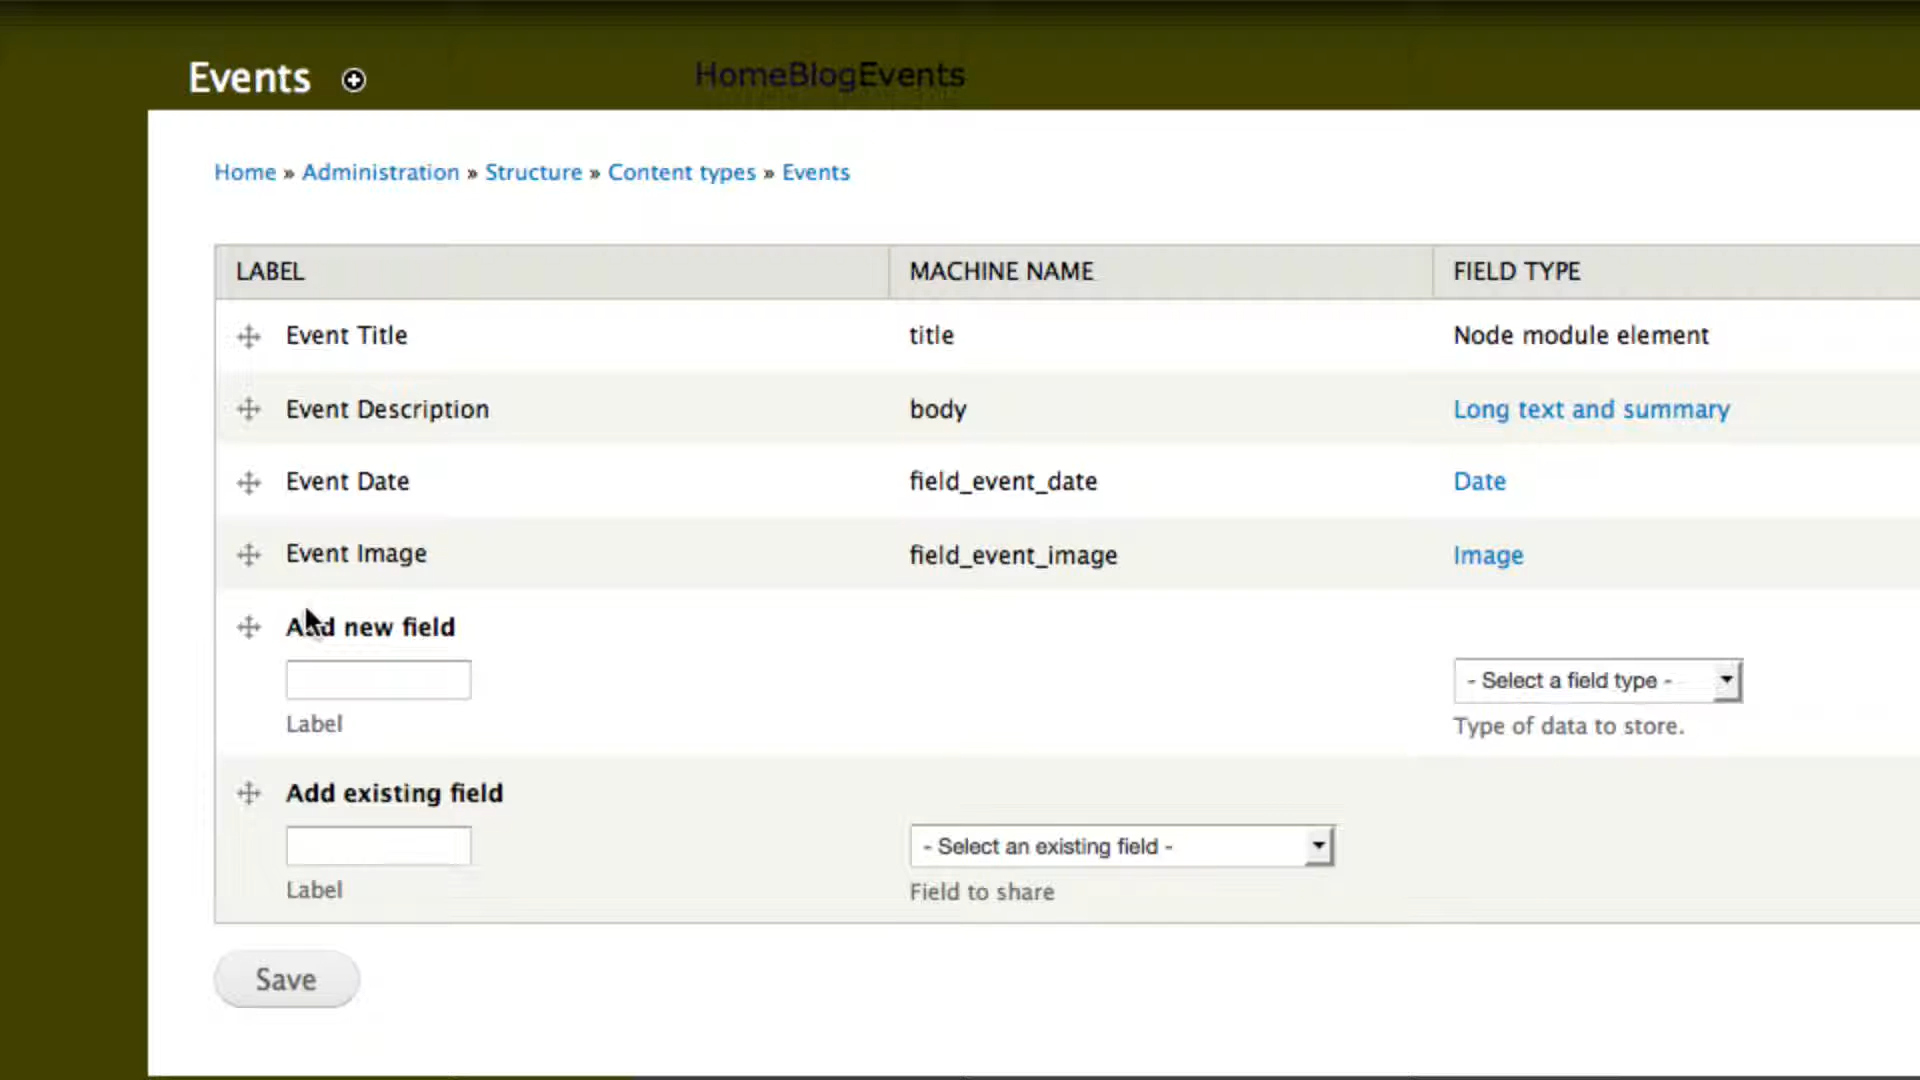 Events
HomeBlogEvents
Home » Administration » Structure » Content types » Events
LABEL MACHINE NAME FIELD TYPE
Event Title title Node module element
Event Description body Long text and summary
Event Date field_event_date Date
Event Image field_event_image Image
Add new field
- Select a field type -
Label Type of data to store.
Add existing field
- Select an existing field -
Label Field to share
Save